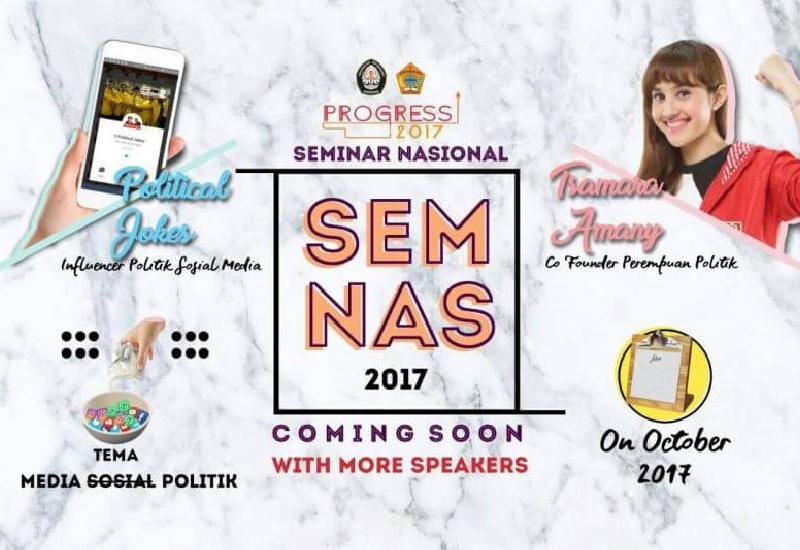 PROGRESS
2017
SEMINAR NASIONAL
Political
Jokes
Influencer Politik Sosial Media
SEM
NAS
2017
Tsamara
Amany
Co Founder Perempuan Politik
TEMA
MEDIA SOSIAL POLITIK
COMING SOON
WITH MORE SPEAKERS
On October
2017